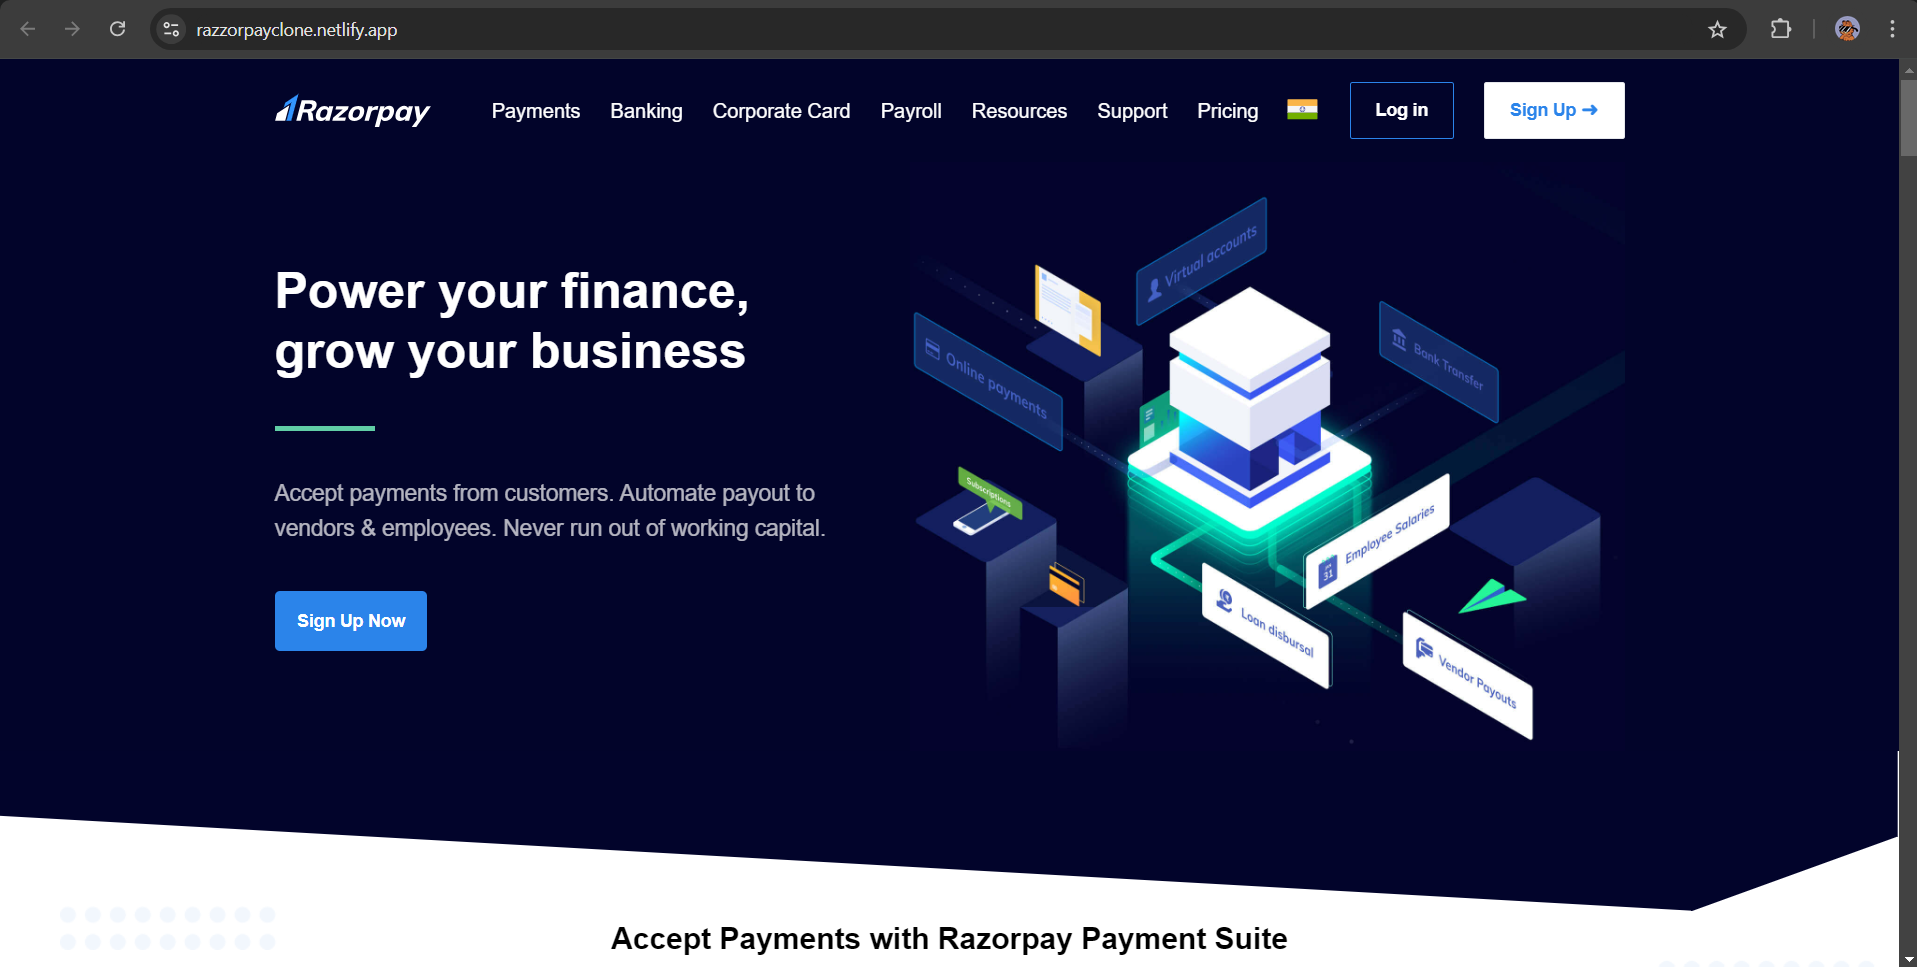 razzorpayclone.netlify.app
Razorpay
Payments Banking Corporate Card Payroll Resources Support Pricing Log in Sign Up →
Power your finance,
grow your business
Accept payments from customers. Automate payout to
vendors & employees. Never run out of working capital.
Sign Up Now
Virtual accounts
Online payments
Bank Transfer
Subscriptions
Employee Salaries
31
Loan disbursal
Vendor Payouts
Accept Payments with Razorpay Payment Suite